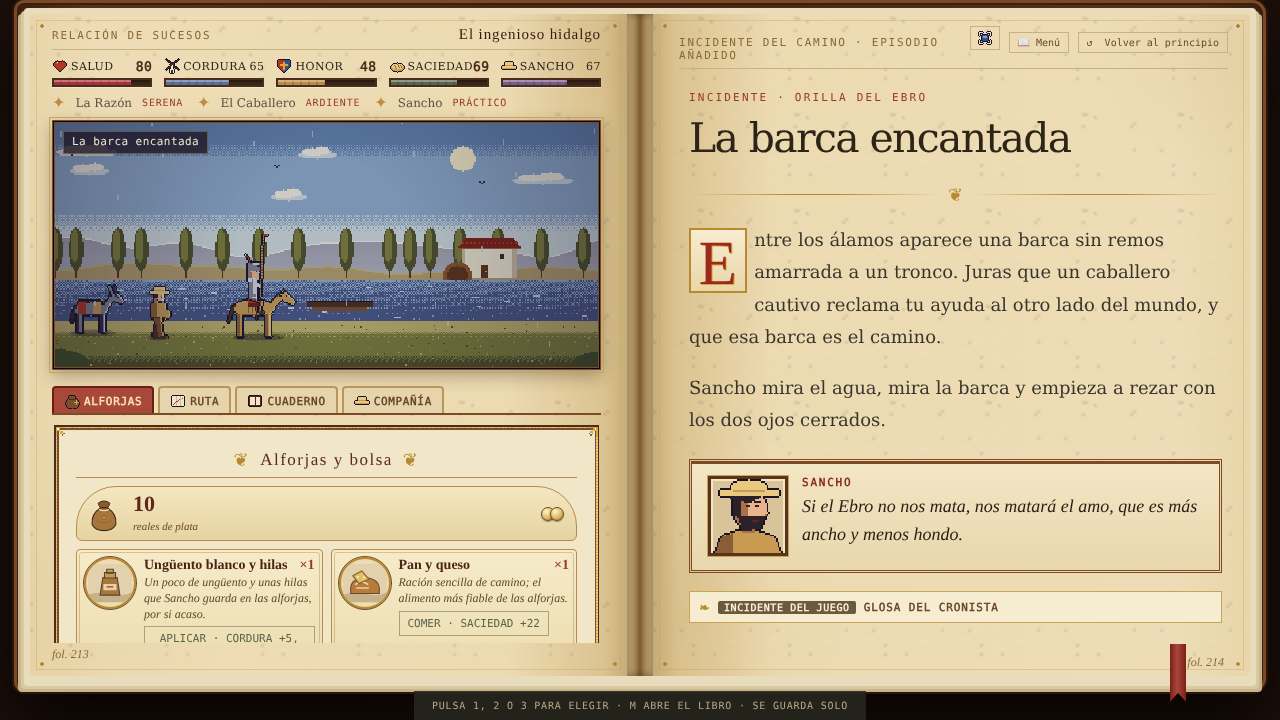 RELACIÓN DE SUCESOS
El ingenioso hidalgo
SALUD 80
CORDURA 65
HONOR 48
SACIEDAD 69
SANCHO 67
La Razón SERENA
El Caballero ARDIENTE
Sancho PRÁCTICO
La barca encantada
ALFORJAS
RUTA
CUADERNO
COMPAÑÍA
Alforjas y bolsa
10
reales de plata
Ungüento blanco y hilas ×1
Un poco de ungüento y unas hilas
que Sancho guarda en las alforjas,
por si acaso.
APLICAR · CORDURA +5,
Pan y queso ×1
Ración sencilla de camino; el
alimento más fiable de las alforjas.
COMER · SACIEDAD +22
fol. 213
INCIDENTE DEL CAMINO · EPISODIO
AÑADIDO
Menú
↺ Volver al principio
INCIDENTE · ORILLA DEL EBRO
La barca encantada
Entre los álamos aparece una barca sin remos
amarrada a un tronco. Juras que un caballero
cautivo reclama tu ayuda al otro lado del mundo, y
que esa barca es el camino.
Sancho mira el agua, mira la barca y empieza a rezar con
los dos ojos cerrados.
SANCHO
Si el Ebro no nos mata, nos matará el amo, que es más
ancho y menos hondo.
INCIDENTE DEL JUEGO GLOSA DEL CRONISTA
fol. 214
PULSA 1, 2 O 3 PARA ELEGIR · M ABRE EL LIBRO · SE GUARDA SOLO